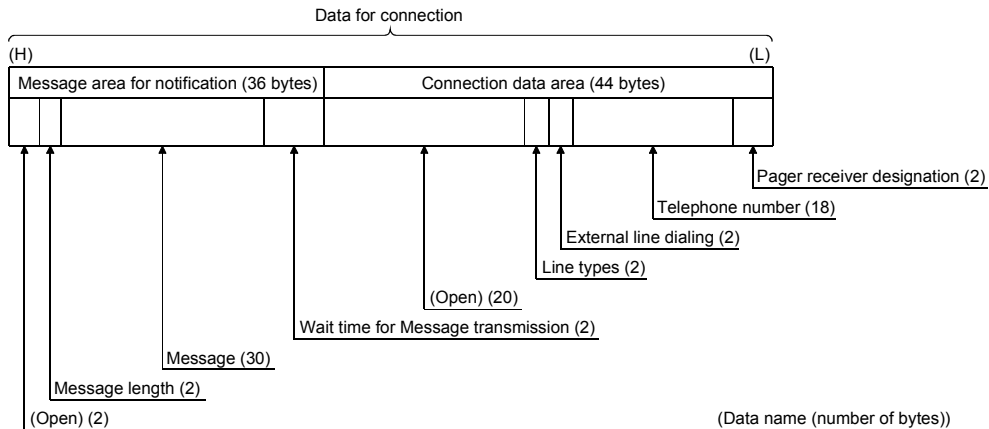 Data for connection
(H) (L)
Message area for notification (36 bytes) Connection data area (44 bytes)
Pager receiver designation (2)
Telephone number (18)
External line dialing (2)
Line types (2)
(Open) (20)
Wait time for Message transmission (2)
Message (30)
Message length (2)
(Open) (2) (Data name (number of bytes))